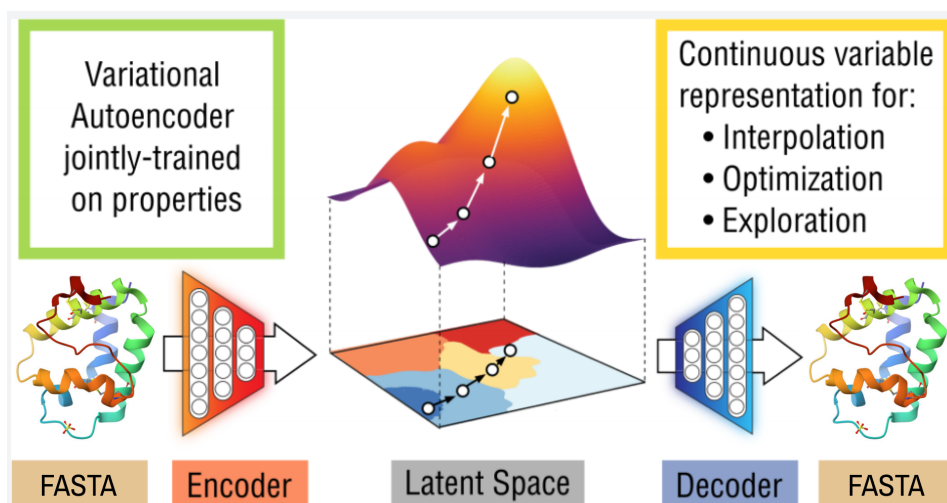 Variational
Autoencoder
jointly-trained
on properties
Continuous variable
representation for:
• Interpolation
• Optimization
• Exploration
FASTA
Encoder
Latent Space
Decoder
FASTA